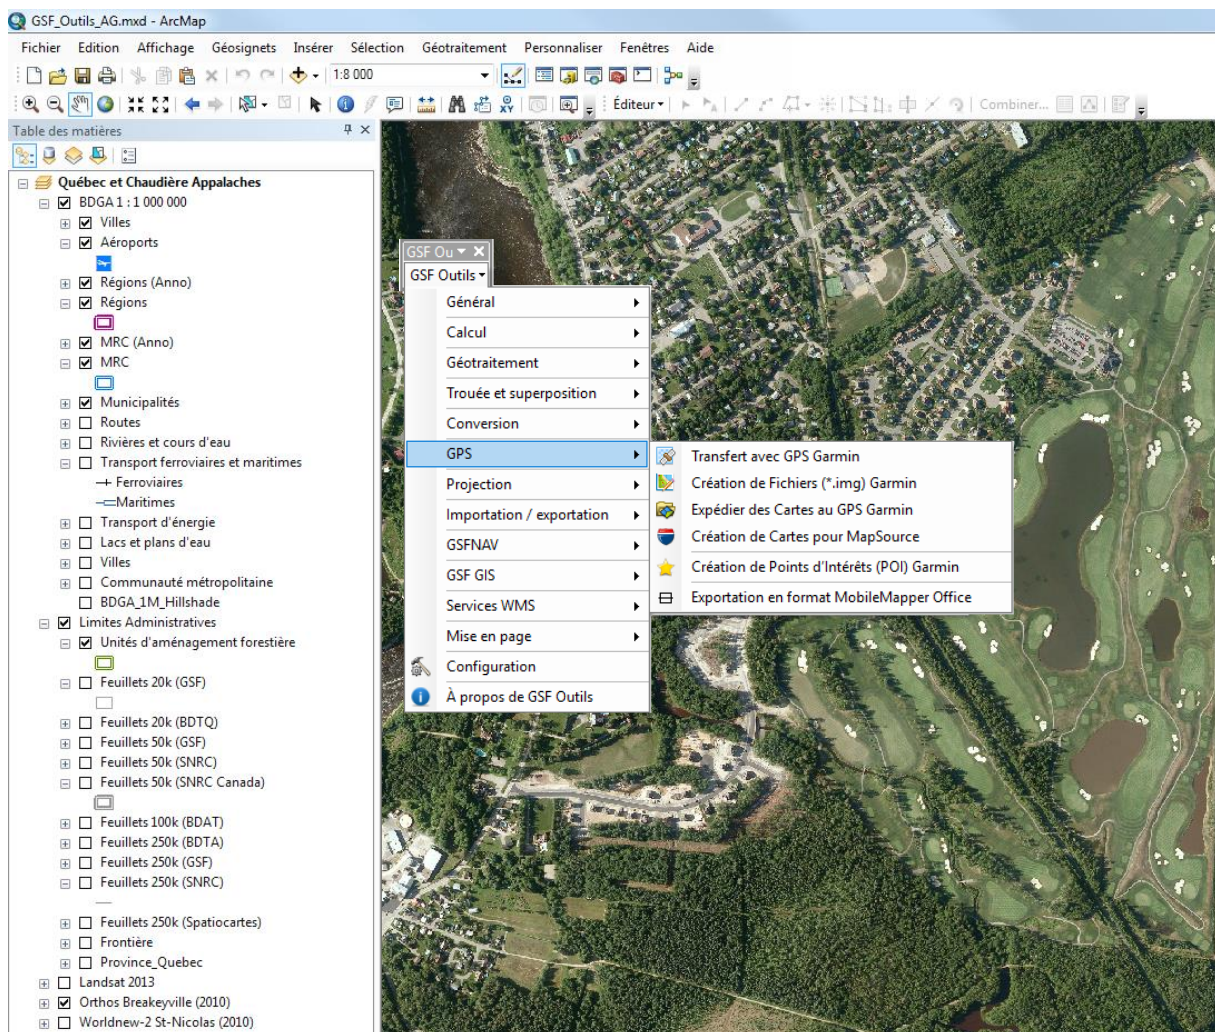 GSF_Outils_AG.mxd - ArcMap
Fichier Edition Affichage Géosignets Insérer Sélection Géotraitement Personnaliser Fenêtres Aide
1:8 000
Éditeur
Combiner...
Table des matières
Québec et Chaudière Appalaches
BDGA 1 : 1 000 000
Villes
Aéroports
Régions (Anno)
Régions
MRC (Anno)
MRC
Municipalités
Routes
Rivières et cours d'eau
Transport ferroviaires et maritimes
Ferroviaires
Maritimes
Transport d'énergie
Lacs et plans d'eau
Villes
Communauté métropolitaine
BDGA_1M_Hillshade
Limites Administratives
Unités d'aménagement forestière
Feuillets 20k (GSF)
Feuillets 20k (BDTQ)
Feuillets 50k (GSF)
Feuillets 50k (SNRC)
Feuillets 50k (SNRC Canada)
Feuillets 100k (BDAT)
Feuillets 250k (BDTA)
Feuillets 250k (GSF)
Feuillets 250k (SNRC)
Feuillets 250k (Spatiocartes)
Frontière
Province_Quebec
Landsat 2013
Orthos Breakeyville (2010)
Worldnew-2 St-Nicolas (2010)
GSF Ou
GSF Outils
Général
Calcul
Géotraitement
Trouée et superposition
Conversion
GPS
Projection
Importation / exportation
GSFNAV
GSF GIS
Services WMS
Mise en page
Configuration
À propos de GSF Outils
Transfert avec GPS Garmin
Création de Fichiers (*.img) Garmin
Expédier des Cartes au GPS Garmin
Création de Cartes pour MapSource
Création de Points d'Intérêts (POI) Garmin
Exportation en format MobileMapper Office